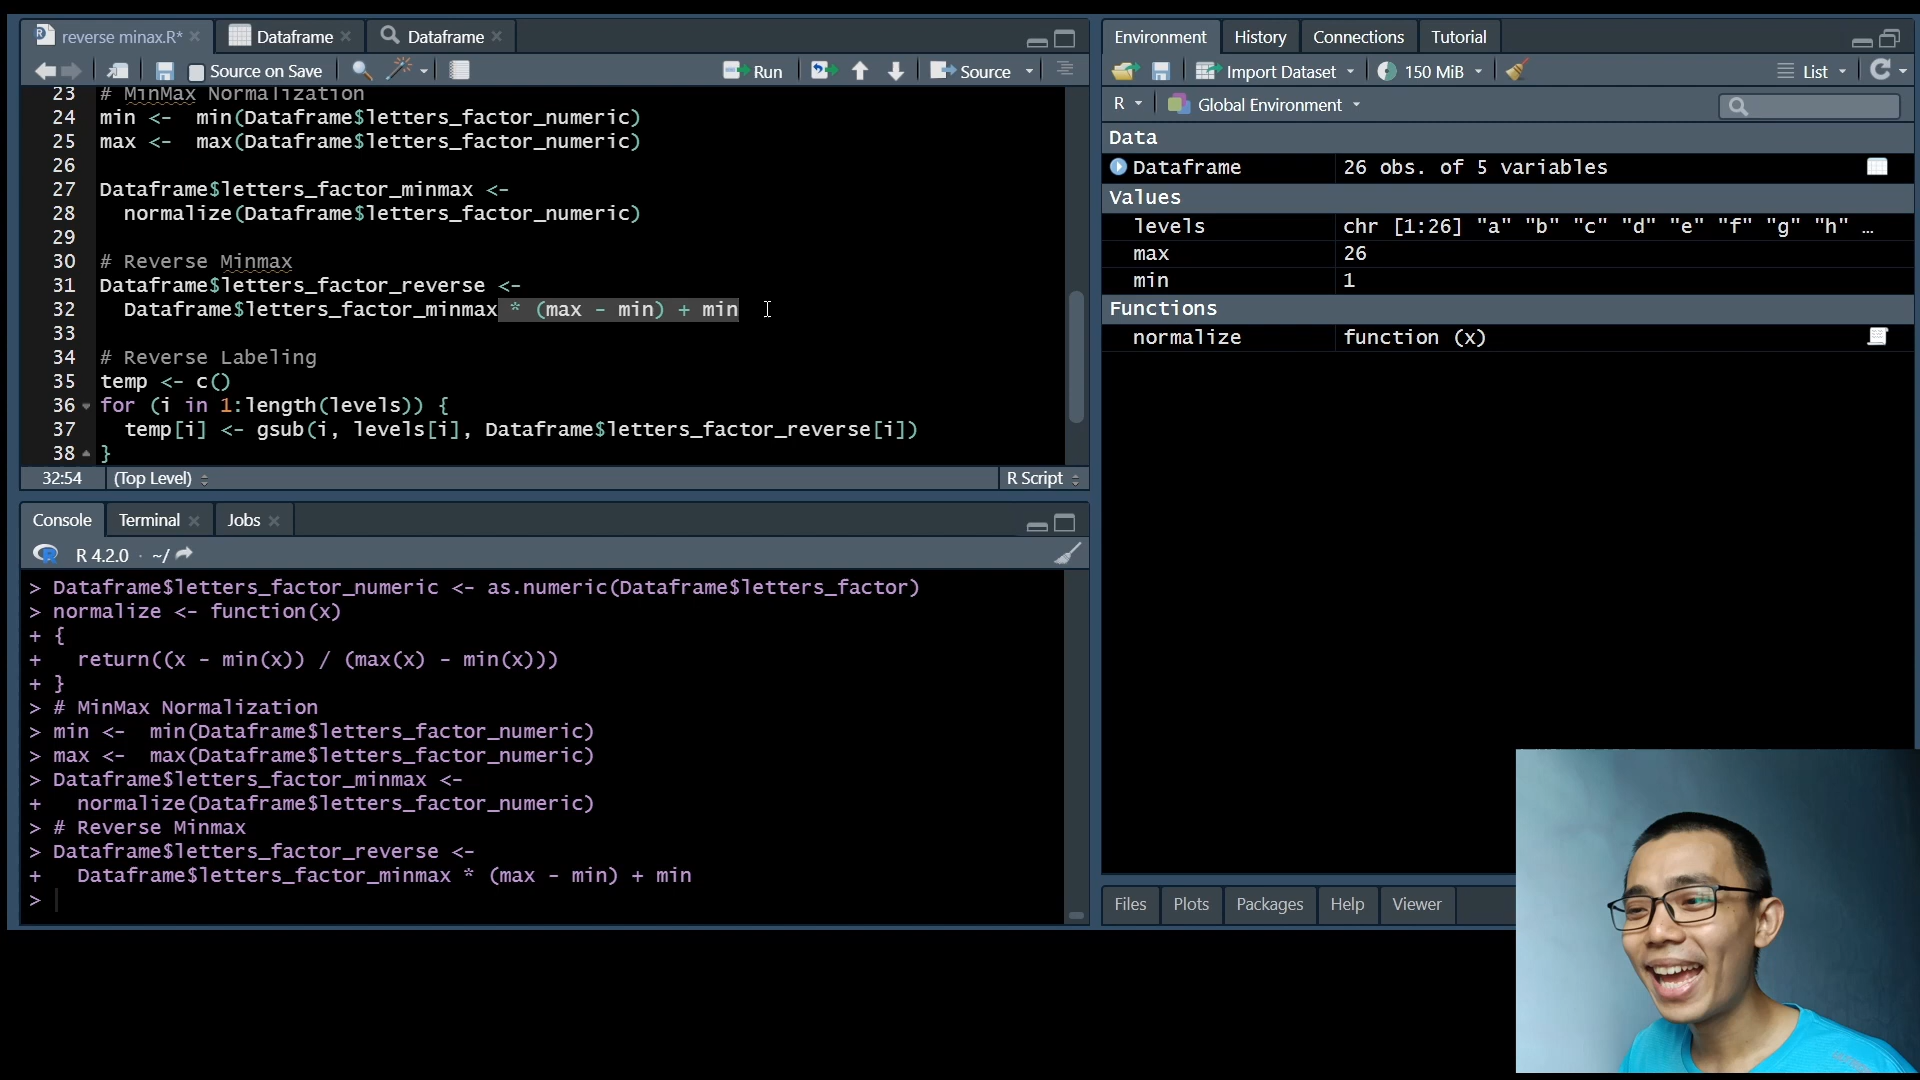 reverse minax.R*
Dataframe
Dataframe
Source on Save
Run
Source
23 # MinMax Normalization
24 min <-  min(Dataframe$letters_factor_numeric)
25 max <-  max(Dataframe$letters_factor_numeric)
26
27 Dataframe$letters_factor_minmax <-
28   normalize(Dataframe$letters_factor_numeric)
29
30 # Reverse Minmax
31 Dataframe$letters_factor_reverse <-
32   Dataframe$letters_factor_minmax * (max - min) + min
33
34 # Reverse Labeling
35 temp <- c()
36 for (i in 1:length(levels)) {
37   temp[i] <- gsub(i, levels[i], Dataframe$letters_factor_reverse[i])
38 }
32:54 (Top Level) R Script
Console Terminal Jobs
R 4.2.0 · ~/
> Dataframe$letters_factor_numeric <- as.numeric(Dataframe$letters_factor)
> normalize <- function(x)
+ {
+   return((x - min(x)) / (max(x) - min(x)))
+ }
> # MinMax Normalization
> min <-  min(Dataframe$letters_factor_numeric)
> max <-  max(Dataframe$letters_factor_numeric)
> Dataframe$letters_factor_minmax <-
+   normalize(Dataframe$letters_factor_numeric)
> # Reverse Minmax
> Dataframe$letters_factor_reverse <-
+   Dataframe$letters_factor_minmax * (max - min) + min
>
Environment History Connections Tutorial
Import Dataset 150 MiB List
R Global Environment
Data
Dataframe 26 obs. of 5 variables
Values
levels chr [1:26] "a" "b" "c" "d" "e" "f" "g" "h" …
max 26
min 1
Functions
normalize function (x)
Files Plots Packages Help Viewer